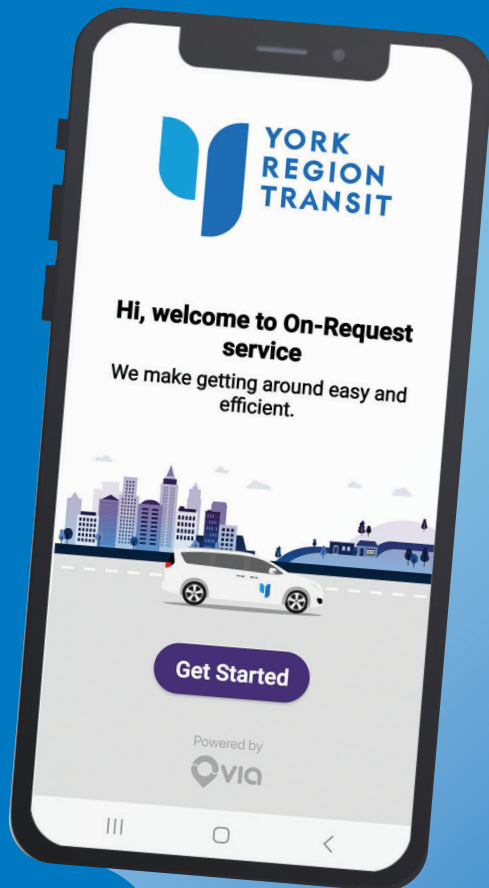 YORK
REGION
TRANSIT
Hi, welcome to On-Request
service
We make getting around easy and
efficient.
Get Started
Powered by
via